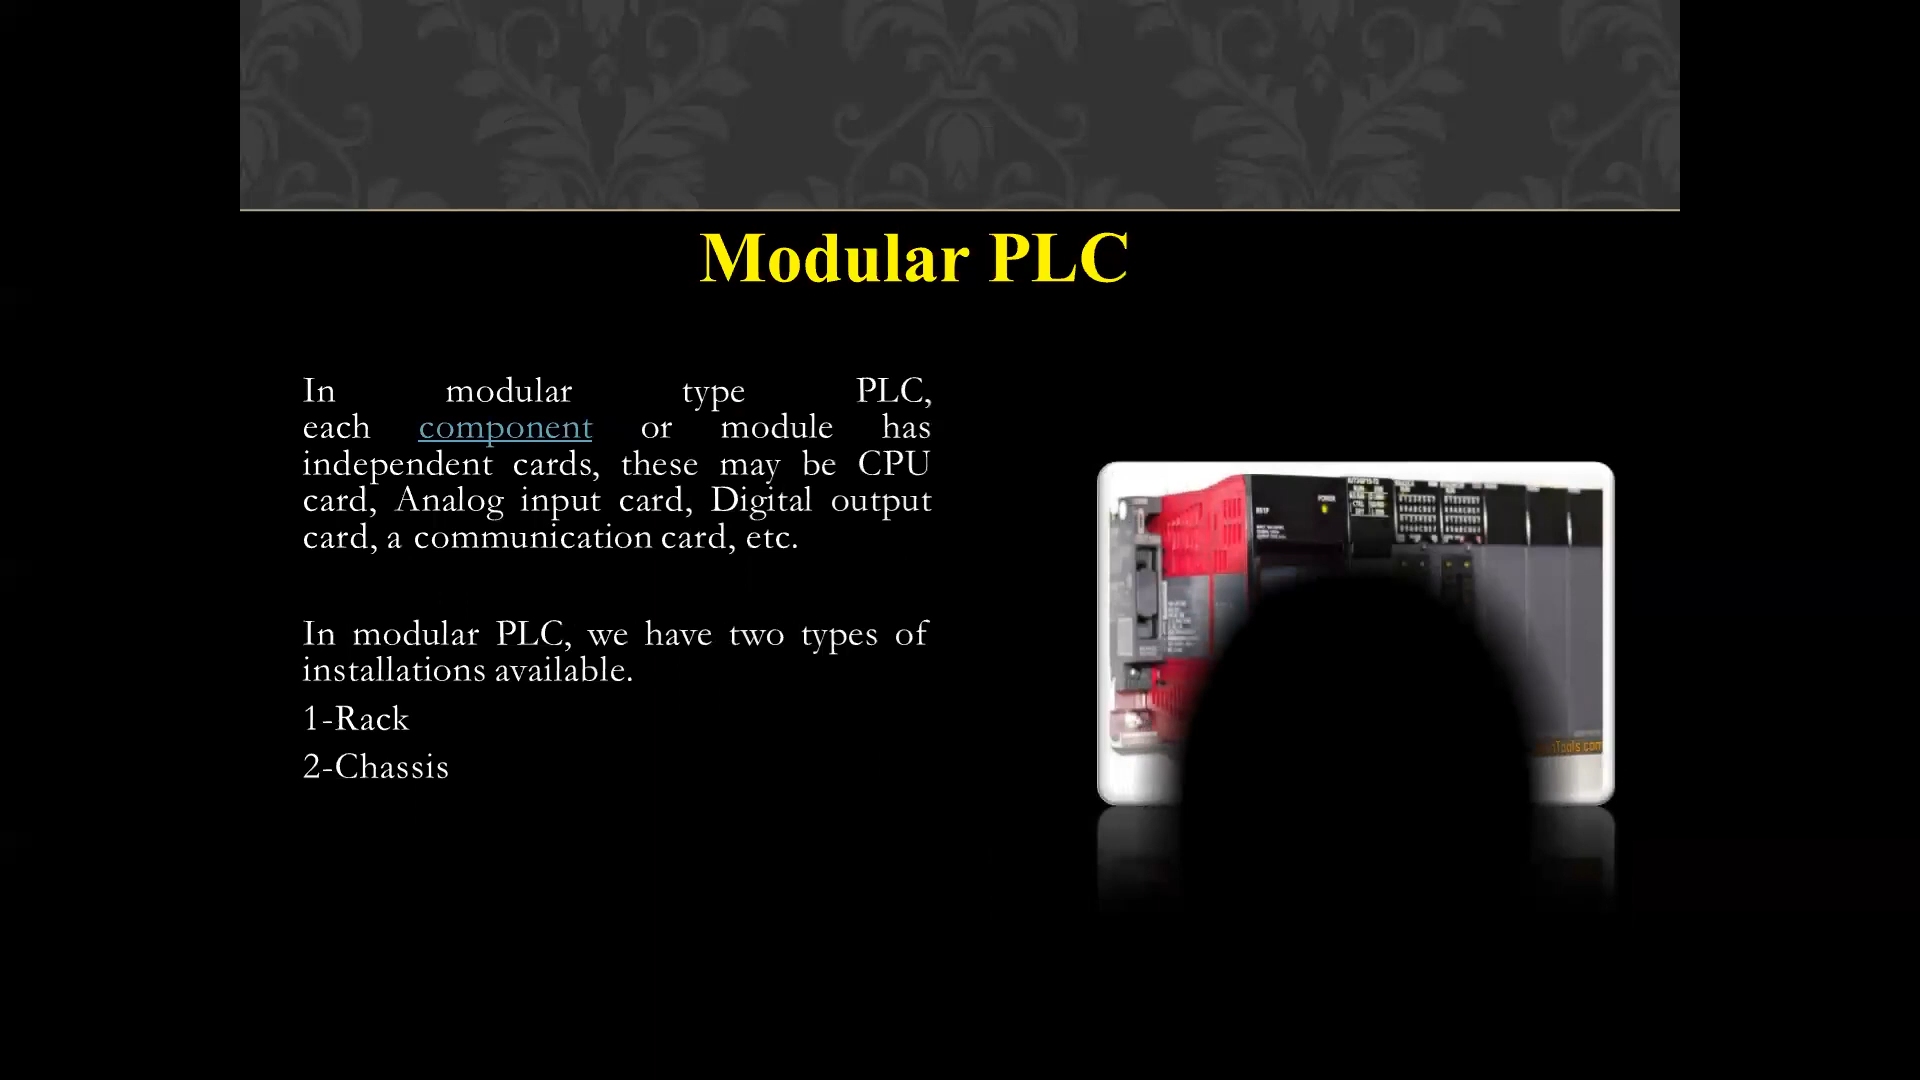 Modular PLC
In modular type PLC,
each component or module has
independent cards, these may be CPU
card, Analog input card, Digital output
card, a communication card, etc.
In modular PLC, we have two types of
installations available.
1-Rack
2-Chassis
POWER